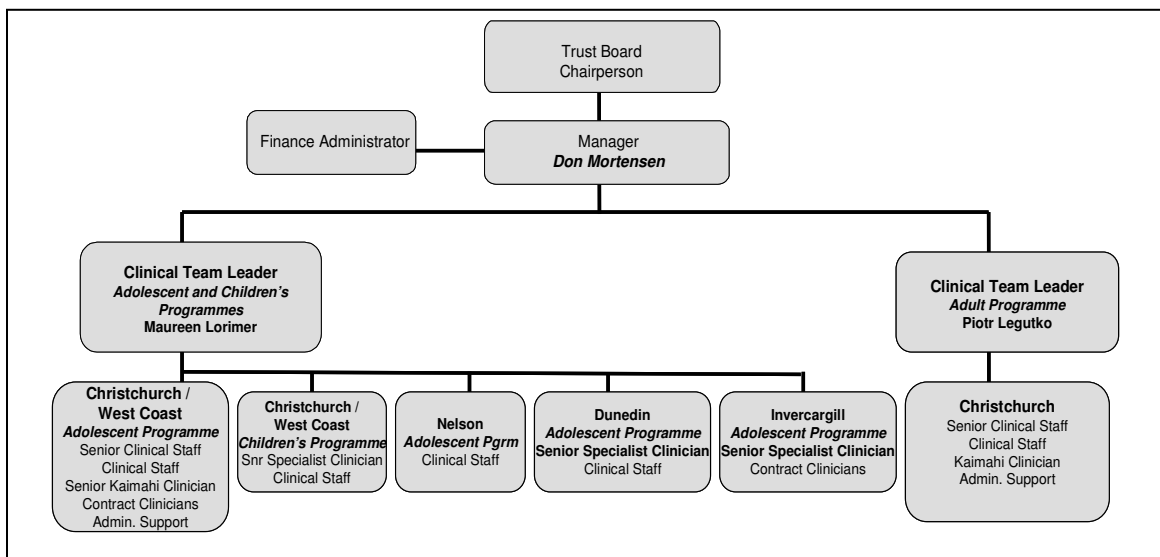 Trust Board
Chairperson
Finance Administrator
Manager
Don Mortensen
Clinical Team Leader
Adolescent and Children's
Programmes
Maureen Lorimer
Clinical Team Leader
Adult Programme
Piotr Legutko
Christchurch /
West Coast
Adolescent Programme
Senior Clinical Staff
Clinical Staff
Senior Kaimahi Clinician
Contract Clinicians
Admin. Support
Christchurch /
West Coast
Children's Programme
Snr Specialist Clinician
Clinical Staff
Nelson
Adolescent Pgrm
Clinical Staff
Dunedin
Adolescent Programme
Senior Specialist Clinician
Clinical Staff
Invercargill
Adolescent Programme
Senior Specialist Clinician
Contract Clinicians
Christchurch
Senior Clinical Staff
Clinical Staff
Kaimahi Clinician
Admin. Support